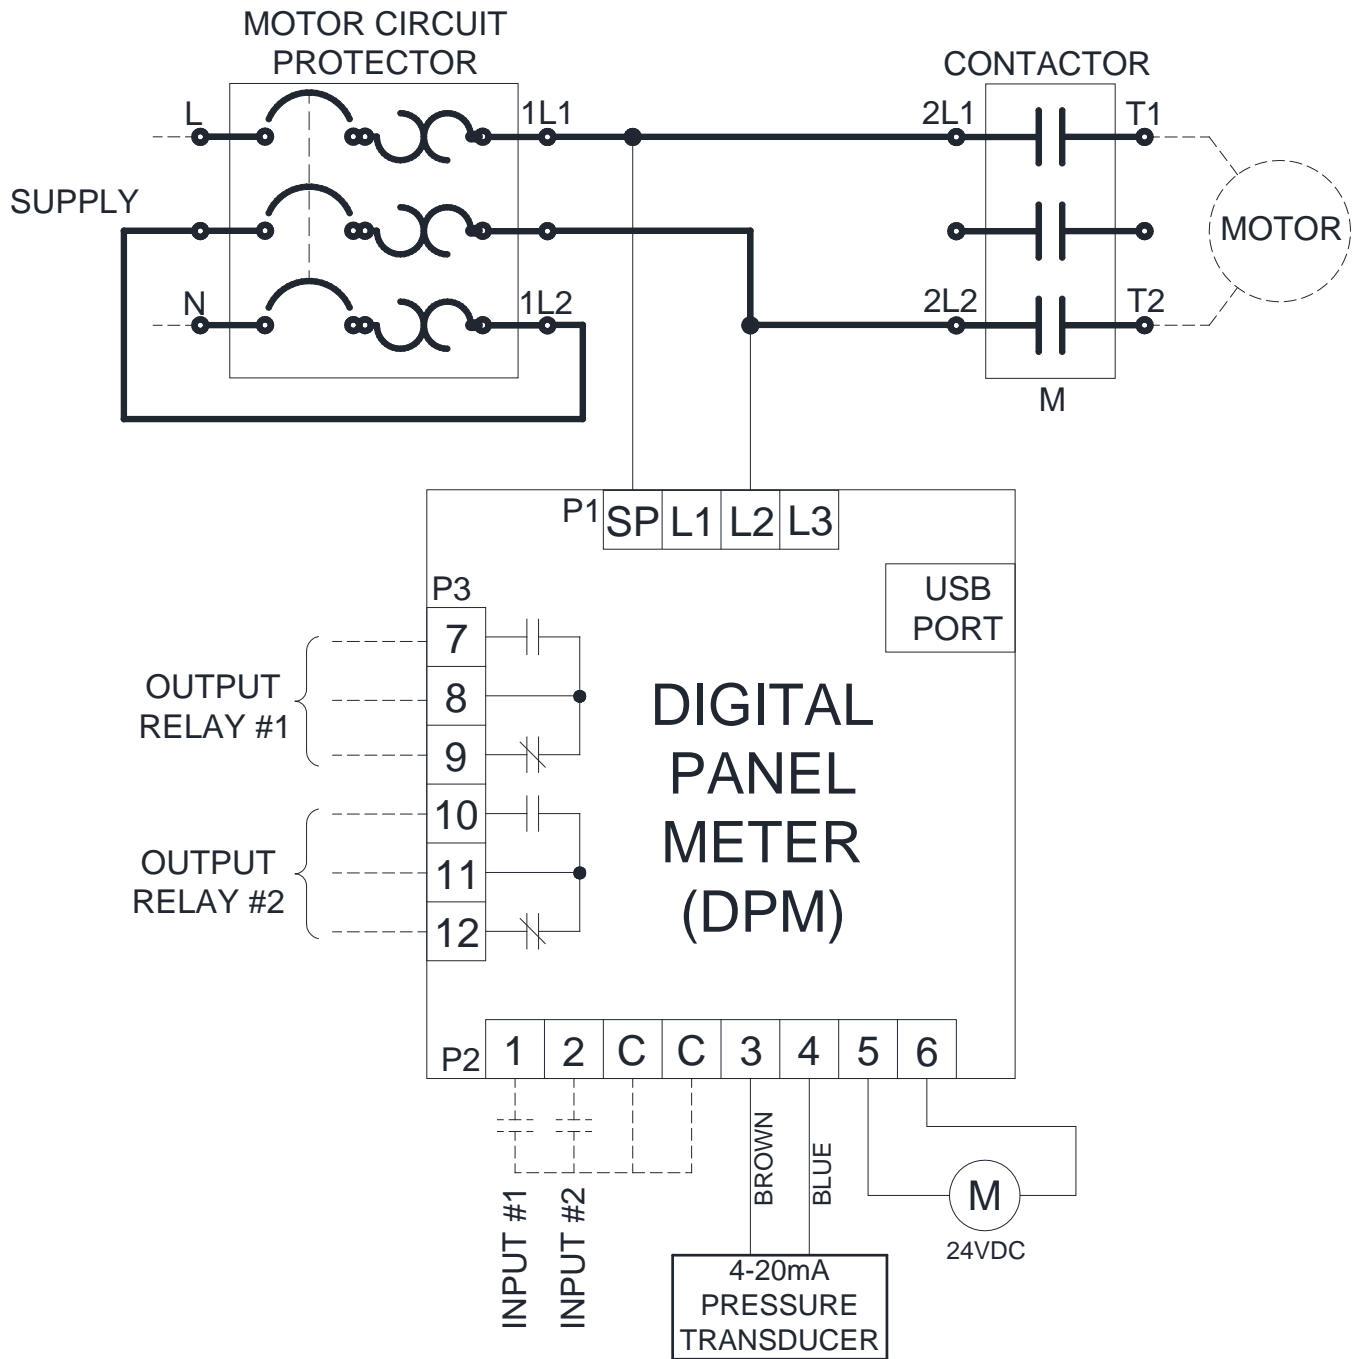 MOTOR CIRCUIT
PROTECTOR
CONTACTOR
L
1L1
2L1
T1
SUPPLY
MOTOR
N
1L2
2L2
T2
M
P1
SP
L1
L2
L3
USB
PORT
P3
7
8
9
10
11
12
OUTPUT
RELAY #1
OUTPUT
RELAY #2
DIGITAL
PANEL
METER
(DPM)
P2
1
2
C
C
3
4
5
6
INPUT #1
INPUT #2
BROWN
BLUE
M
24VDC
4-20mA
PRESSURE
TRANSDUCER